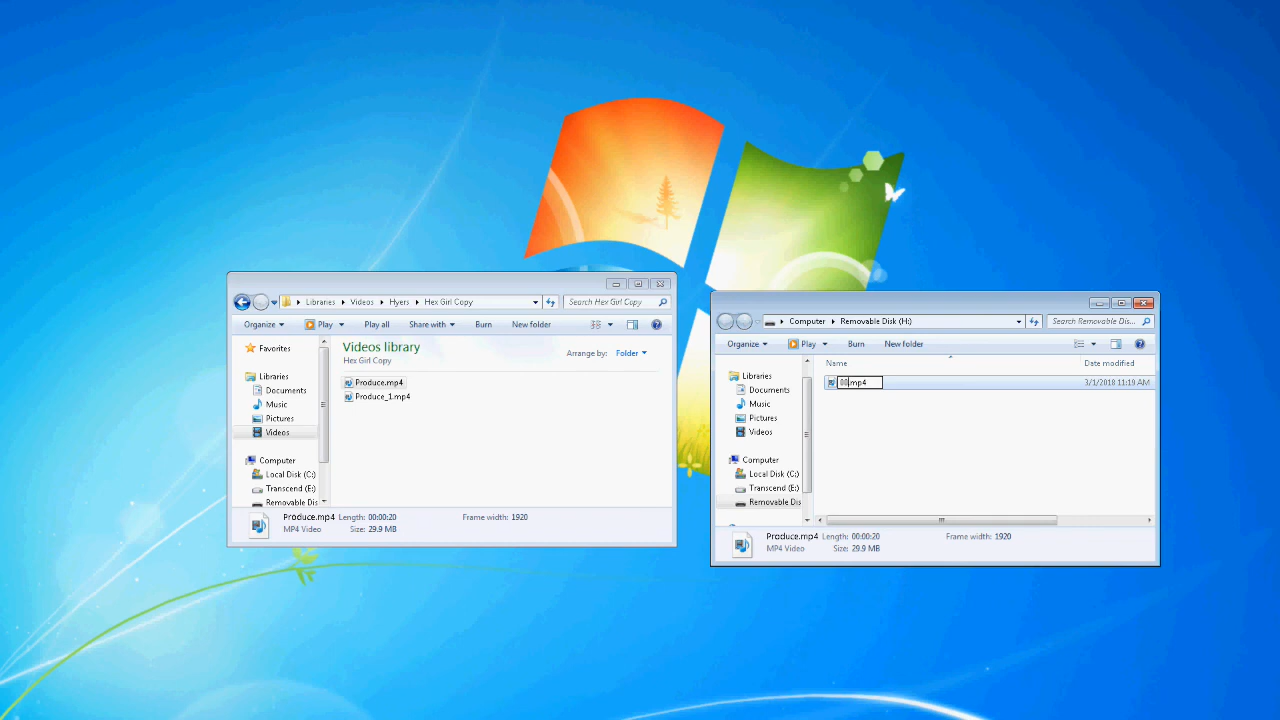 Libraries Videos Hyers Hex Girl Copy
Search Hex Girl Copy
Organize Play Play all Share with Burn New folder
Favorites
Libraries
Documents
Music
Pictures
Videos
Computer
Local Disk (C:)
Transcend (E:)
Removable Dis
Videos library
Hex Girl Copy
Arrange by: Folder
Produce.mp4
Produce_1.mp4
Produce.mp4 Length: 00:00:20 Frame width: 1920
MP4 Video Size: 29.9 MB
Computer Removable Disk (H:)
Search Removable Dis...
Organize Play Burn New folder
Libraries
Documents
Music
Pictures
Videos
Computer
Local Disk (C:)
Transcend (E:)
Removable Dis
Name Date modified
00.mp4 3/1/2018 11:19 AM
Produce.mp4 Length: 00:00:20 Frame width: 1920
MP4 Video Size: 29.9 MB